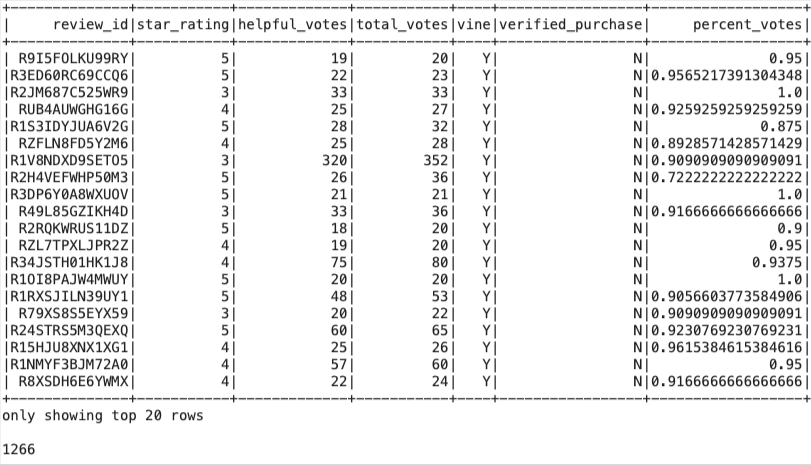 +--------------+-----------+-------------+-----------+----+-----------------+------------------+
|     review_id|star_rating|helpful_votes|total_votes|vine|verified_purchase|     percent_votes|
+--------------+-----------+-------------+-----------+----+-----------------+------------------+
| R9I5FOLKU99RY|          5|           19|         20|   Y|                N|              0.95|
|R3ED60RC69CCQ6|          5|           22|         23|   Y|                N|0.9565217391304348|
|R2JM687C525WR9|          3|           33|         33|   Y|                N|               1.0|
| RUB4AUWGHG16G|          4|           25|         27|   Y|                N|0.9259259259259259|
|R1S3IDYJUA6V2G|          5|           28|         32|   Y|                N|             0.875|
| RZFLN8FD5Y2M6|          4|           25|         28|   Y|                N|0.8928571428571429|
|R1V8NDXD9SETO5|          3|          320|        352|   Y|                N|0.9090909090909091|
|R2H4VEFWHP50M3|          5|           26|         36|   Y|                N|0.7222222222222222|
|R3DP6Y0A8WXUOV|          5|           21|         21|   Y|                N|               1.0|
| R49L85GZIKH4D|          3|           33|         36|   Y|                N|0.9166666666666666|
|R2RQKWRUS11DZ|          5|           18|         20|   Y|                N|               0.9|
| RZL7TPXLJPR2Z|          4|           19|         20|   Y|                N|              0.95|
|R34JSTH01HK1J8|          4|           75|         80|   Y|                N|            0.9375|
|R1OI8PAJW4MWUY|          5|           20|         20|   Y|                N|               1.0|
|R1RXSJILN39UY1|          5|           48|         53|   Y|                N|0.9056603773584906|
| R79XS8S5EYX59|          3|           20|         22|   Y|                N|0.9090909090909091|
|R24STRS5M3QEXQ|          5|           60|         65|   Y|                N|0.9230769230769231|
|R15HJU8XNX1XG1|          4|           25|         26|   Y|                N|0.9615384615384616|
|R1NMYF3BJM72A0|          4|           57|         60|   Y|                N|              0.95|
| R8XSDH6E6YWMX|          4|           22|         24|   Y|                N|0.9166666666666666|
+--------------+-----------+-------------+-----------+----+-----------------+------------------+
only showing top 20 rows
1266